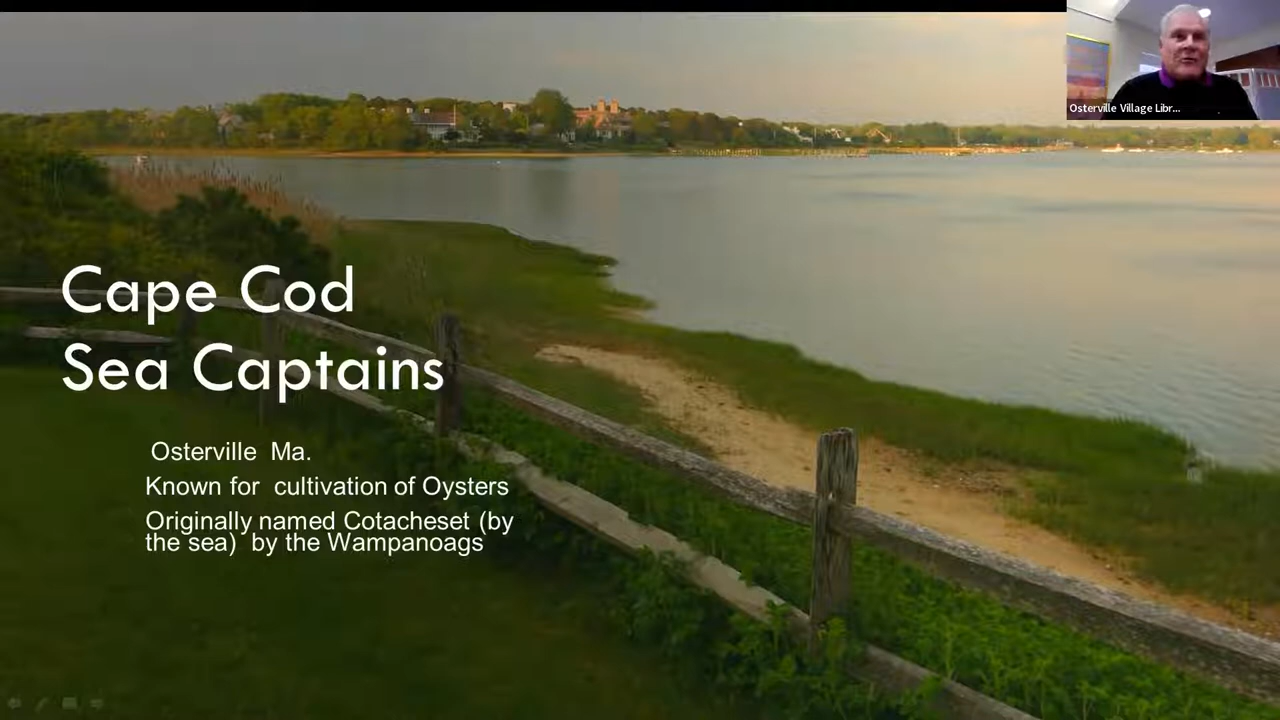 Osterville Village Libr...
Cape Cod
Sea Captains
Osterville Ma.
Known for cultivation of Oysters
Originally named Cotacheset (by
the sea) by the Wampanoags